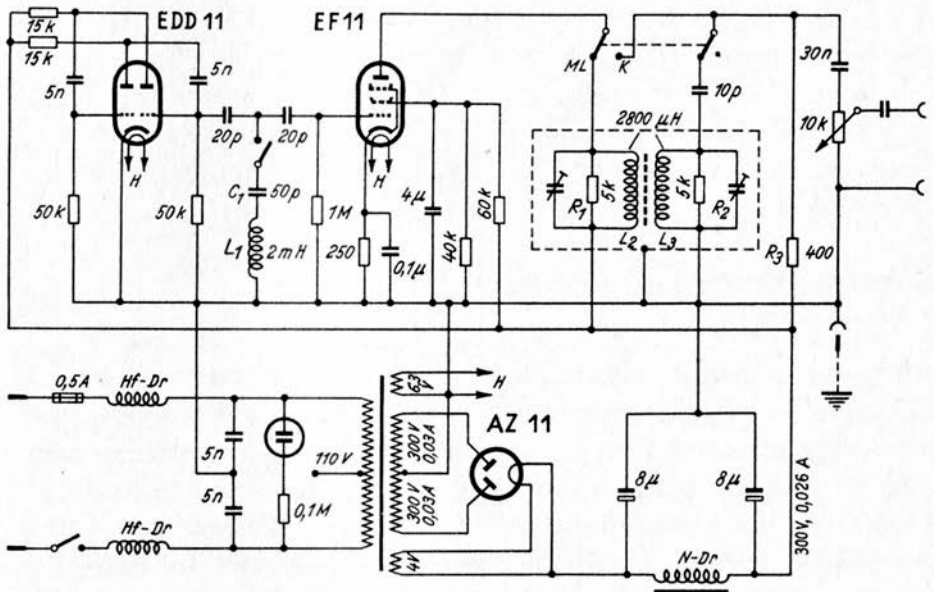 15k
EDD 11
EF11
15k
5n
5n
ML
K
30n
10p
10k
20p
20p
2800 µH
H
H
C1
50p
50k
50k
L1
2mH
1M
250
0,1µ
4µ
40k
60k
R1
5k
L2
L3
5k
R2
R3
400
0,5A
Hf-Dr
5n
5n
110V
0,1M
Hf-Dr
6,3
V
H
300V
0,03A
300V
0,03A
4V
AZ 11
8µ
8µ
N-Dr
300V, 0,026 A